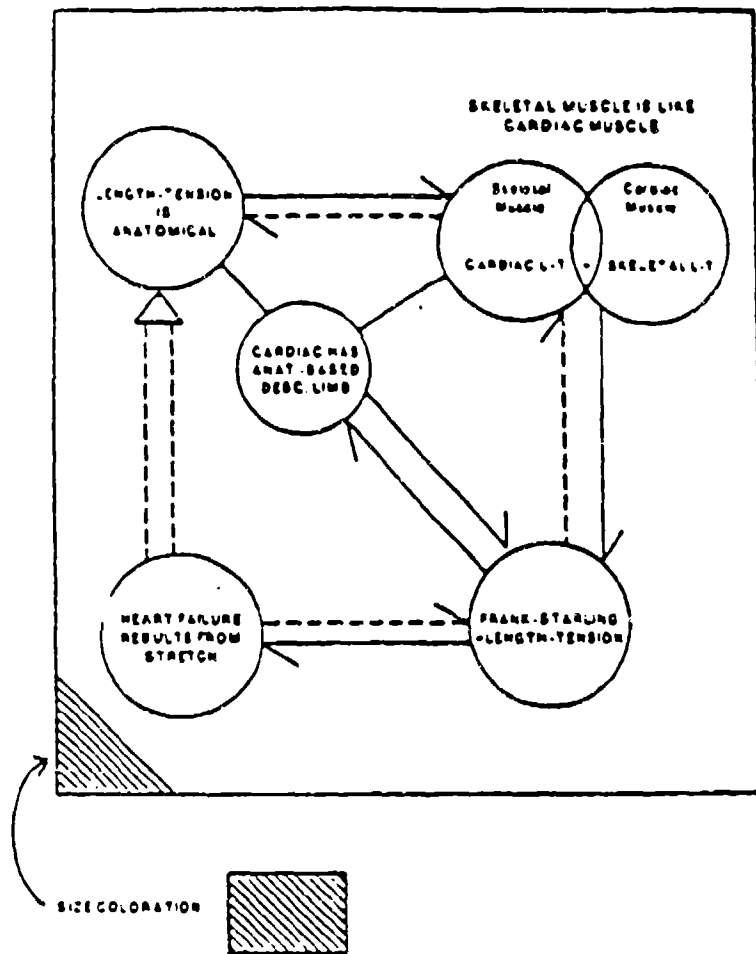 SKELETAL MUSCLE IS LIKE
CARDIAC MUSCLE
LENGTH-TENSION
IS
ANATOMICAL
Skeletal
Muscle
Cardiac
Muscle
CARDIAC L-T = SKELETAL L-T
CARDIAC HAS
ANAT.-BASED
DESC. LIMB
HEART FAILURE
RESULTS FROM
STRETCH
FRANK-STARLING
=LENGTH-TENSION
SIZE COLORATION